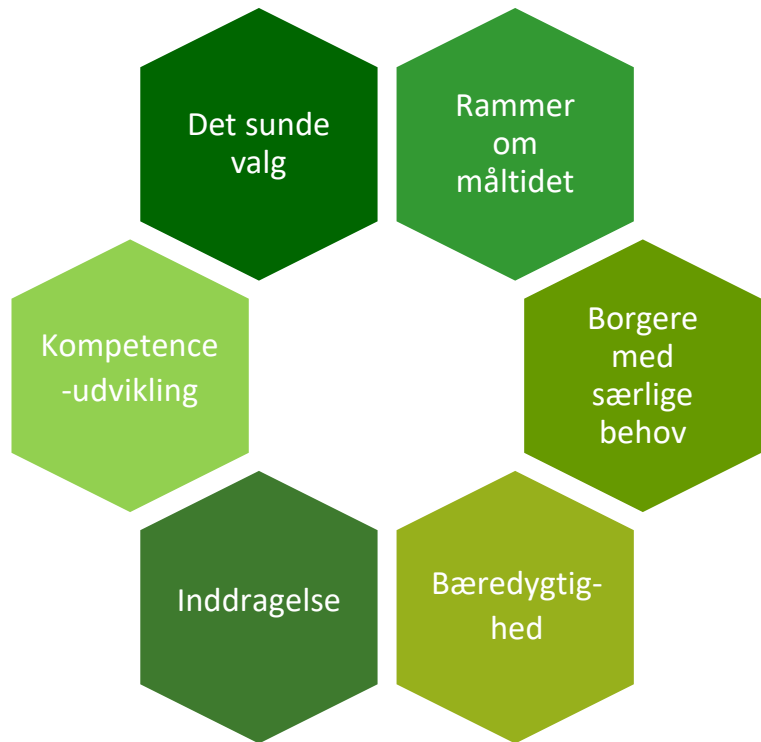 Det sunde
valg
Rammer
om
måltidet
Kompetence
-udvikling
Borgere
med
særlige
behov
Inddragelse
Bæredygtig-
hed